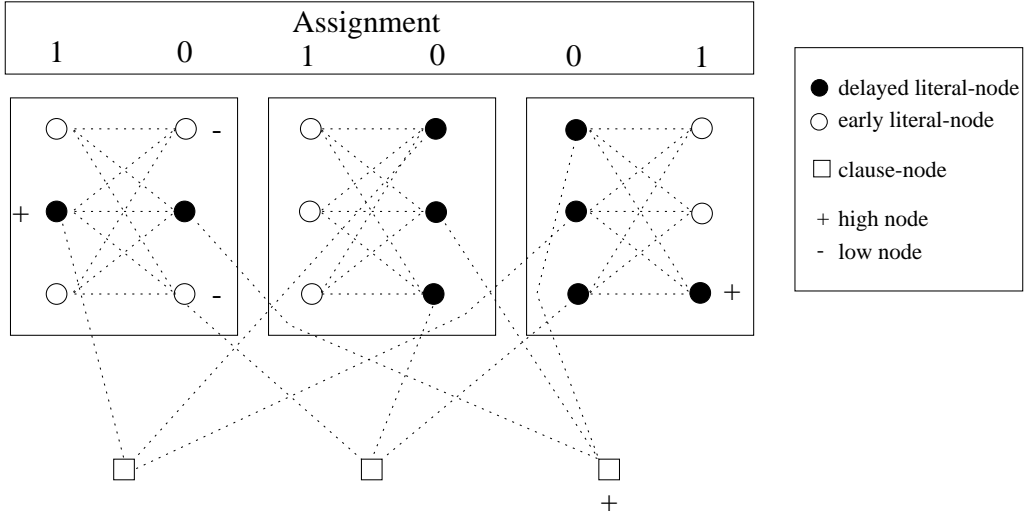 Assignment
1 0 1 0 0 1
delayed literal-node
early literal-node
clause-node
+ high node
- low node
-
+
-
+
+